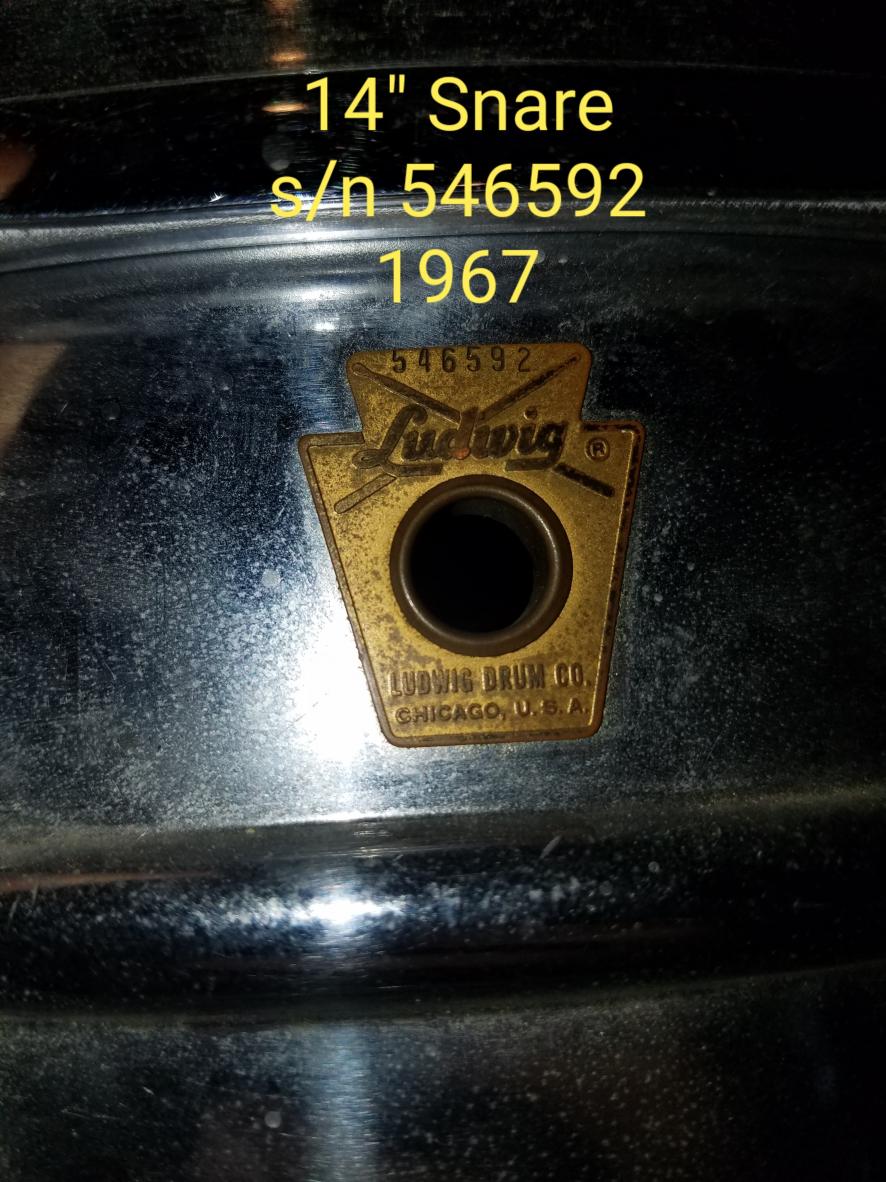 14" Snare
s/n 546592
1967
546592
Ludwig ®
LUDWIG DRUM CO.
CHICAGO, U.S.A.